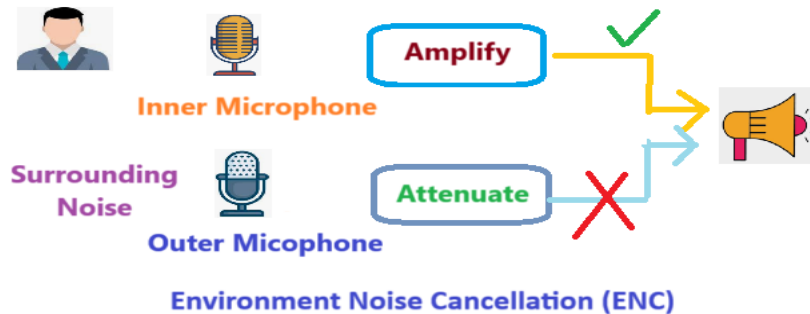 Amplify
Inner Microphone
Surrounding
Noise
Attenuate
Outer Micophone
Environment Noise Cancellation (ENC)